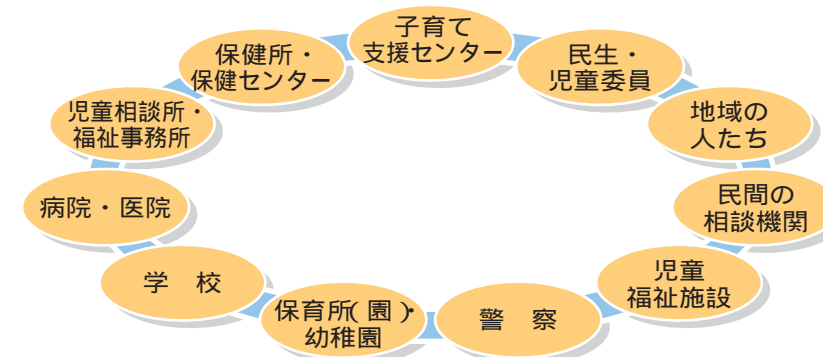 子育て
支援センター
民生・
児童委員
地域の
人たち
民間の
相談機関
児童
福祉施設
警　察
保育所(園)・
幼稚園
学　校
病院・医院
児童相談所・
福祉事務所
保健所・
保健センター